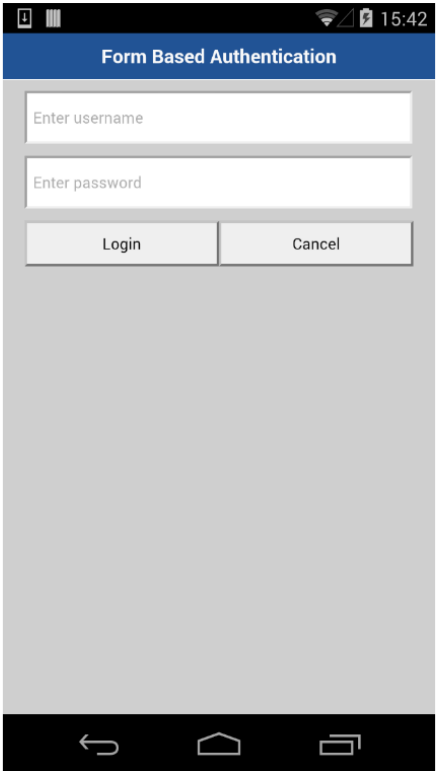 15:42
Form Based Authentication
Enter username
Enter password
Login Cancel